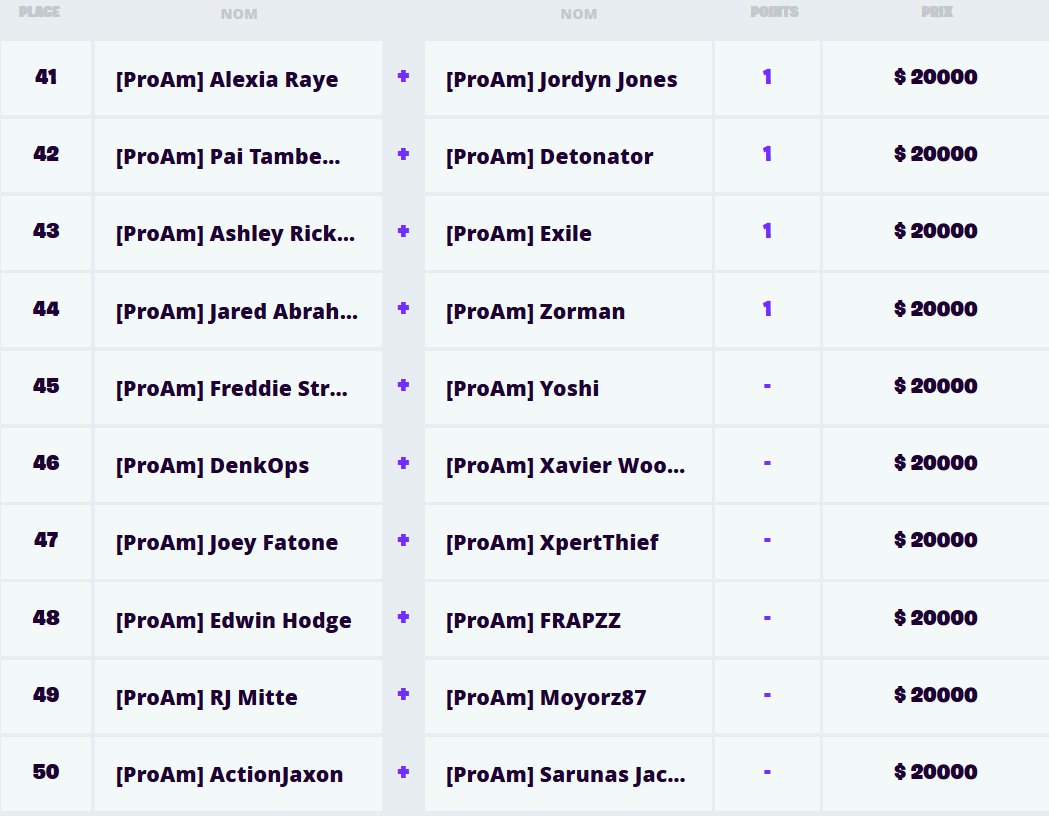 PLACE NOM NOM POINTS PRIX
41 [ProAm] Alexia Raye + [ProAm] Jordyn Jones 1 $ 20000
42 [ProAm] Pai Tambe... + [ProAm] Detonator 1 $ 20000
43 [ProAm] Ashley Rick... + [ProAm] Exile 1 $ 20000
44 [ProAm] Jared Abrah... + [ProAm] Zorman 1 $ 20000
45 [ProAm] Freddie Str... + [ProAm] Yoshi - $ 20000
46 [ProAm] DenkOps + [ProAm] Xavier Woo... - $ 20000
47 [ProAm] Joey Fatone + [ProAm] XpertThief - $ 20000
48 [ProAm] Edwin Hodge + [ProAm] FRAPZZ - $ 20000
49 [ProAm] RJ Mitte + [ProAm] Moyorz87 - $ 20000
50 [ProAm] ActionJaxon + [ProAm] Sarunas Jac... - $ 20000